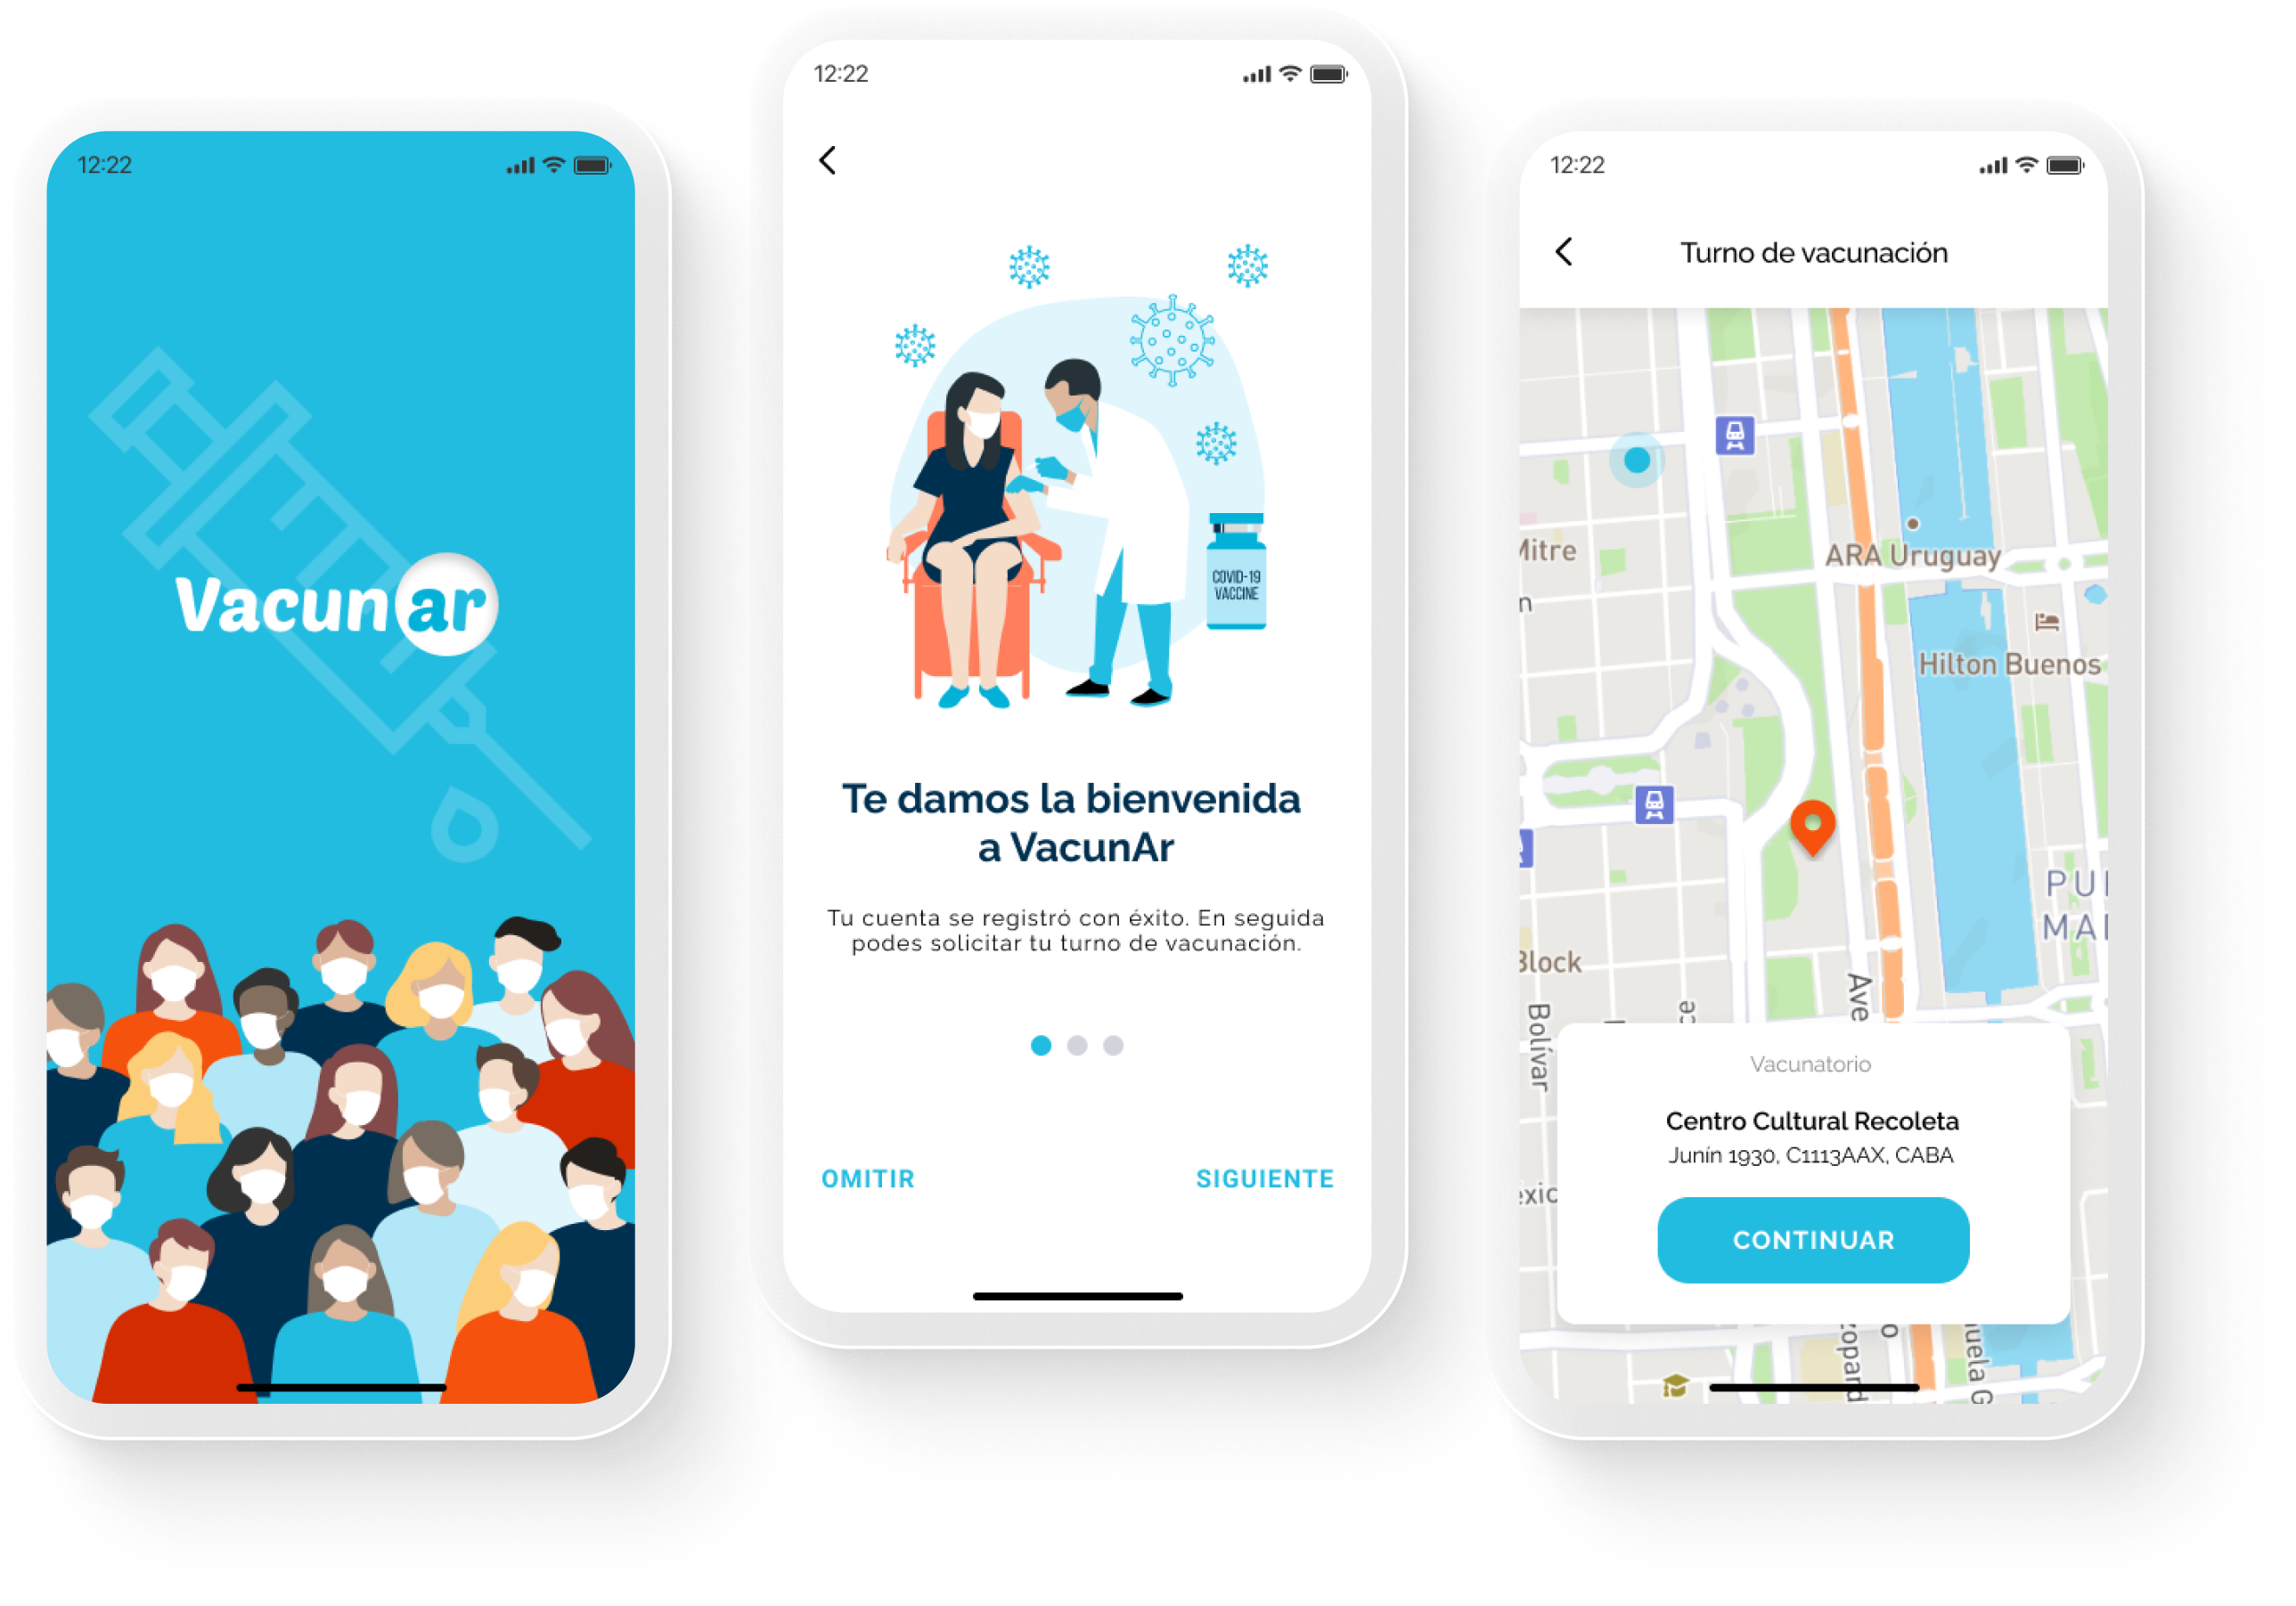 12:22
Vacunar
12:22
COVID-19
VACCINE
Te damos la bienvenida
a VacunAr
Tu cuenta se registró con éxito. En seguida
podes solicitar tu turno de vacunación.
OMITIR SIGUIENTE
12:22
Turno de vacunación
Mitre
ARA Uruguay
Hilton Buenos
Block
Bolívar
Ave
Vacunatorio
Centro Cultural Recoleta
Junín 1930, C1113AAX, CABA
CONTINUAR